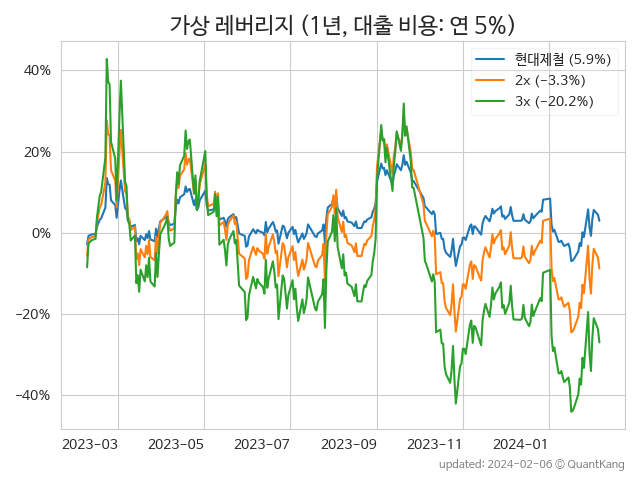 가상 레버리지 (1년, 대출 비용: 연 5%)
현대제철 (5.9%)
2x (−3.3%)
3x (−20.2%)
40%
20%
0%
−20%
−40%
2023-03 2023-05 2023-07 2023-09 2023-11 2024-01
updated: 2024-02-06 © QuantKang